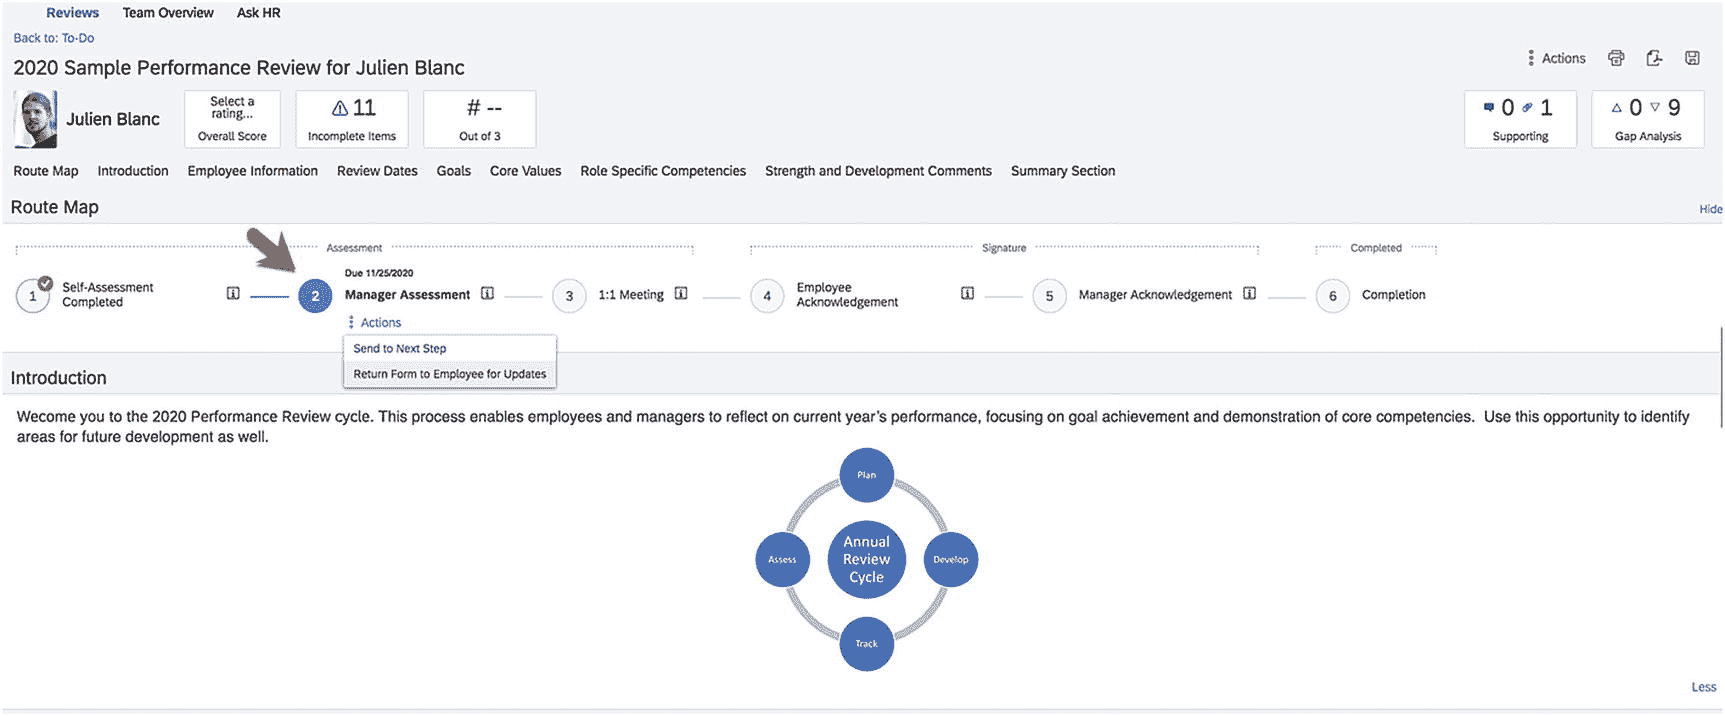 Reviews Team Overview Ask HR
Back to: To-Do
2020 Sample Performance Review for Julien Blanc
Actions
Julien Blanc
Select a
rating...
Overall Score
11
Incomplete Items
# --
Out of 3
0 1
Supporting
0 9
Gap Analysis
Route Map Introduction Employee Information Review Dates Goals Core Values Role Specific Competencies Strength and Development Comments Summary Section
Route Map
Hide
Assessment
Signature
Completed
1
Self-Assessment
Completed
2
Due 11/25/2020
Manager Assessment
Actions
Send to Next Step
Return Form to Employee for Updates
3
1:1 Meeting
4
Employee
Acknowledgement
5
Manager Acknowledgement
6
Completion
Introduction
Wecome you to the 2020 Performance Review cycle. This process enables employees and managers to reflect on current year's performance, focusing on goal achievement and demonstration of core competencies. Use this opportunity to identify
areas for future development as well.
Plan
Assess
Annual
Review
Cycle
Develop
Track
Less